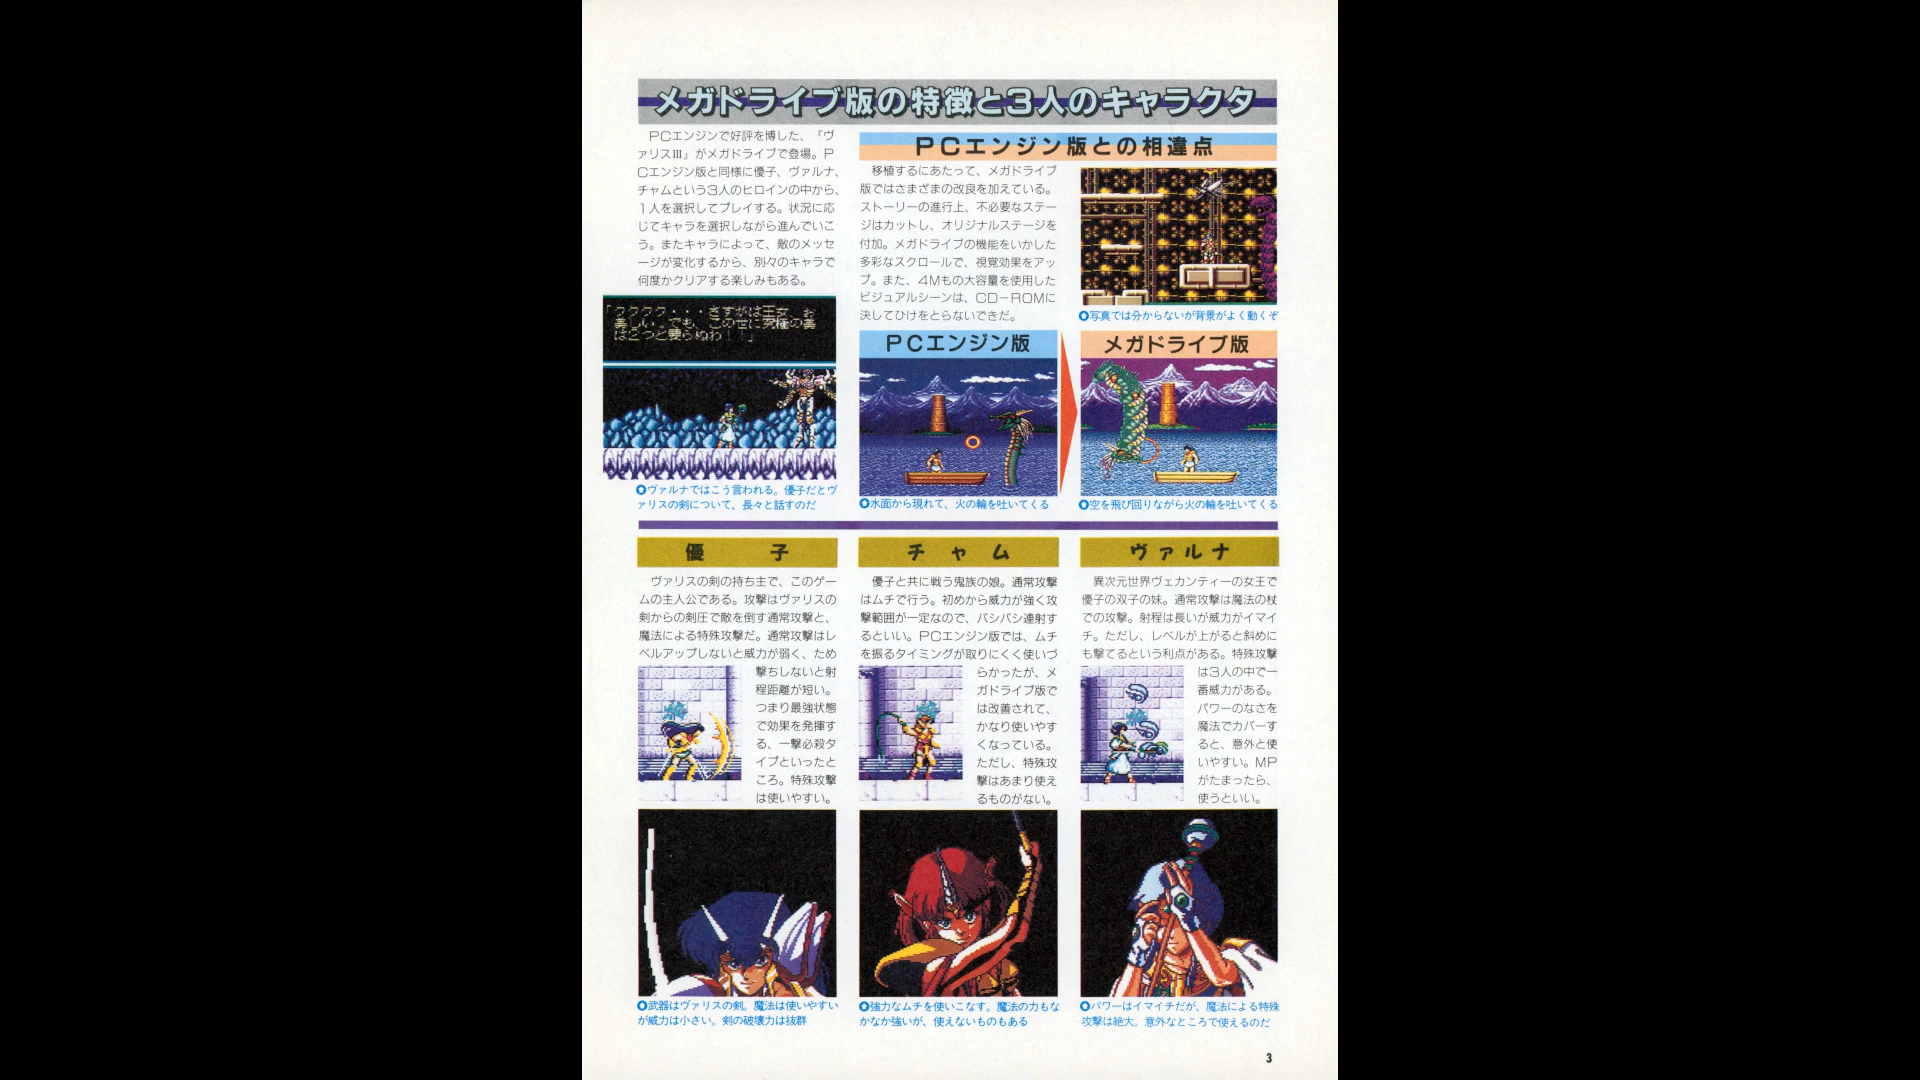 メガドライブ版の特徴と3人のキャラクタ
　PCエンジンで好評を博した、『ヴ
ァリスⅢ』がメガドライブで登場。P
Cエンジン版と同様に優子、ヴァルナ、
チャムという3人のヒロインの中から、
1人を選択してプレイする。状況に応
じてキャラを選択しながら進んでいこ
う。またキャラによって、敵のメッセ
ージが変化するから、別々のキャラで
何度かクリアする楽しみもある。
「ククククク・・・さすがは王女、お
美しい。でも、この世に究極の美
は2つと要らぬわ！！」
ヴァルナではこう言われる。優子だとヴ
ァリスの剣について、長々と話すのだ
PCエンジン版との相違点
　移植するにあたって、メガドライブ
版ではさまざまの改良を加えている。
ストーリーの進行上、不必要なステー
ジはカットし、オリジナルステージを
付加。メガドライブの機能をいかした
多彩なスクロールで、視覚効果をアッ
プ。また、4Mもの大容量を使用した
ビジュアルシーンは、CD－ROMに
決してひけをとらないできだ。
写真では分からないが背景がよく動くぞ
PCエンジン版
水面から現れて、火の輪を吐いてくる
メガドライブ版
空を飛び回りながら火の輪を吐いてくる
優子
　ヴァリスの剣の持ち主で、このゲー
ムの主人公である。攻撃はヴァリスの
剣からの剣圧で敵を倒す通常攻撃と、
魔法による特殊攻撃だ。通常攻撃はレ
ベルアップしないと威力が弱く、ため
撃ちしないと射
程距離が短い。
つまり最強状態
で効果を発揮す
る、一撃必殺タ
イプといったと
ころ。特殊攻撃
は使いやすい。
武器はヴァリスの剣。魔法は使いやすい
が威力は小さい。剣の破壊力は抜群
チャム
　優子と共に戦う鬼族の娘。通常攻撃
はムチで行う。初めから威力が強く攻
撃範囲が一定なので、バシバシ連射す
るといい。PCエンジン版では、ムチ
を振るタイミングが取りにくく使いづ
らかったが、メ
ガドライブ版で
は改善されて、
かなり使いやす
くなっている。
ただし、特殊攻
撃はあまり使え
るものがない。
強力なムチを使いこなす。魔法の力もな
かなか強いが、使えないものもある
ヴァルナ
　異次元世界ヴェカンティーの女王で
優子の双子の妹。通常攻撃は魔法の杖
での攻撃。射程は長いが威力がイマイ
チ。ただし、レベルが上がると斜めに
も撃てるという利点がある。特殊攻撃
は3人の中で一
番威力がある。
パワーのなさを
魔法でカバーす
ると、意外と使
いやすい。MP
がたまったら、
使うといい。
パワーはイマイチだが、魔法による特殊
攻撃は絶大。意外なところで使えるのだ
3